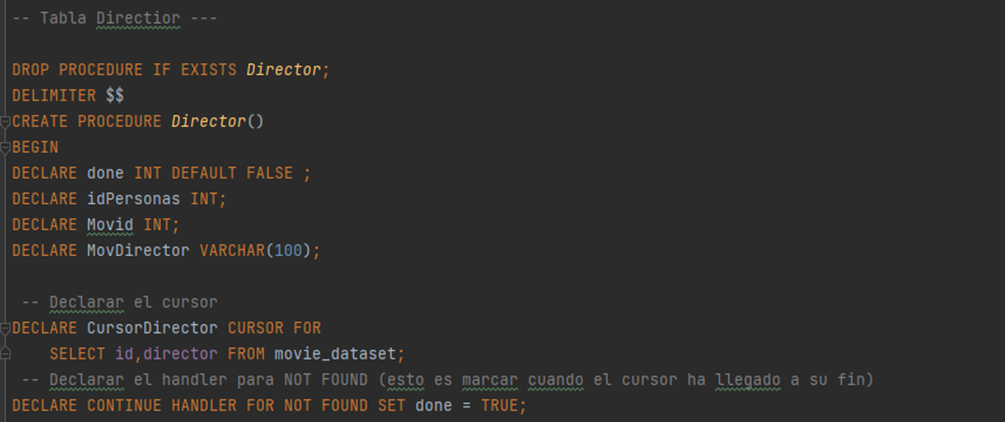 -- Tabla Directior ---
DROP PROCEDURE IF EXISTS Director;
DELIMITER $$
CREATE PROCEDURE Director()
BEGIN
DECLARE done INT DEFAULT FALSE ;
DECLARE idPersonas INT;
DECLARE Movid INT;
DECLARE MovDirector VARCHAR(100);
-- Declarar el cursor
DECLARE CursorDirector CURSOR FOR
SELECT id,director FROM movie_dataset;
-- Declarar el handler para NOT FOUND (esto es marcar cuando el cursor ha llegado a su fin)
DECLARE CONTINUE HANDLER FOR NOT FOUND SET done = TRUE;